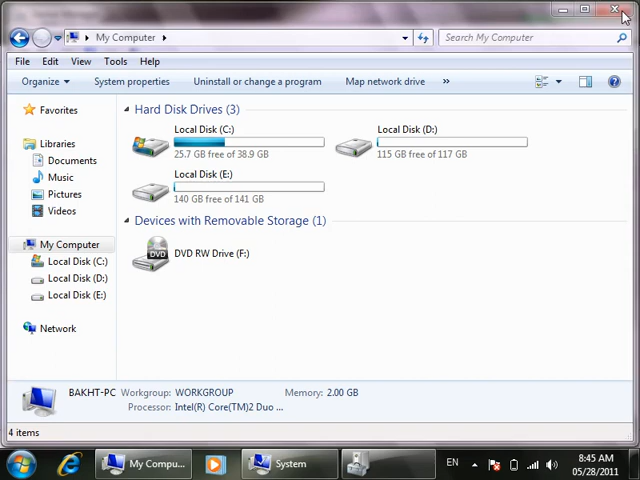 My Computer
Search My Computer
File Edit View Tools Help
Organize System properties Uninstall or change a program Map network drive »
Favorites
Libraries
Documents
Music
Pictures
Videos
My Computer
Local Disk (C:)
Local Disk (D:)
Local Disk (E:)
Network
Hard Disk Drives (3)
Local Disk (C:)
25.7 GB free of 38.9 GB
Local Disk (D:)
115 GB free of 117 GB
Local Disk (E:)
140 GB free of 141 GB
Devices with Removable Storage (1)
DVD
DVD RW Drive (F:)
BAKHT-PC Workgroup: WORKGROUP Memory: 2.00 GB
Processor: Intel(R) Core(TM)2 Duo ...
4 items
My Compu...
System
EN
8:45 AM
05/28/2011